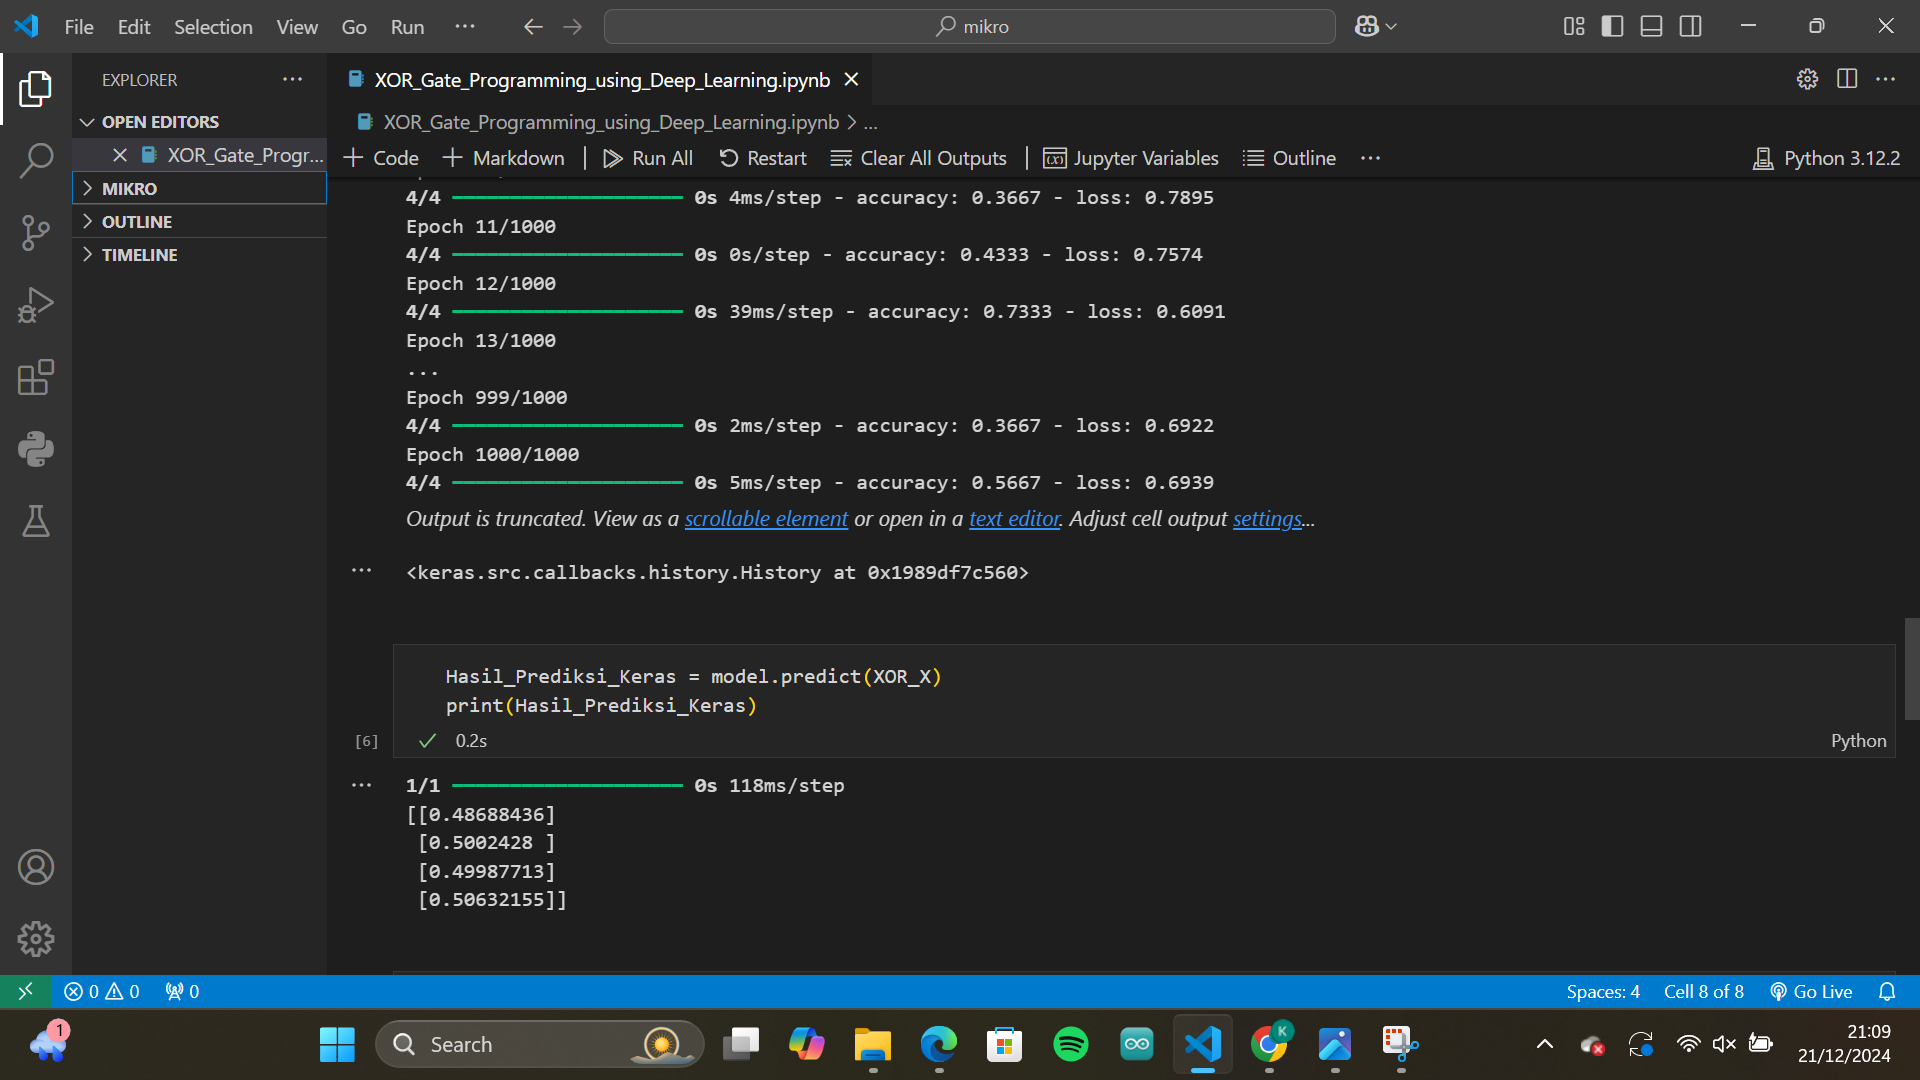 File Edit Selection View Go Run ... mikro
EXPLORER ...
XOR_Gate_Programming_using_Deep_Learning.ipynb
OPEN EDITORS
XOR_Gate_Progr...
MIKRO
OUTLINE
TIMELINE
XOR_Gate_Programming_using_Deep_Learning.ipynb > ...
+ Code + Markdown | Run All Restart Clear All Outputs | Jupyter Variables Outline ... Python 3.12.2
4/4 0s 4ms/step - accuracy: 0.3667 - loss: 0.7895
Epoch 11/1000
4/4 0s 0s/step - accuracy: 0.4333 - loss: 0.7574
Epoch 12/1000
4/4 0s 39ms/step - accuracy: 0.7333 - loss: 0.6091
Epoch 13/1000
...
Epoch 999/1000
4/4 0s 2ms/step - accuracy: 0.3667 - loss: 0.6922
Epoch 1000/1000
4/4 0s 5ms/step - accuracy: 0.5667 - loss: 0.6939
Output is truncated. View as a scrollable element or open in a text editor. Adjust cell output settings...
... <keras.src.callbacks.history.History at 0x1989df7c560>
Hasil_Prediksi_Keras = model.predict(XOR_X)
print(Hasil_Prediksi_Keras)
[6] 0.2s Python
... 1/1 0s 118ms/step
[[0.48688436]
[0.5002428 ]
[0.49987713]
[0.50632155]]
0 0 0 Spaces: 4 Cell 8 of 8 Go Live
1 Search K 21:09
21/12/2024